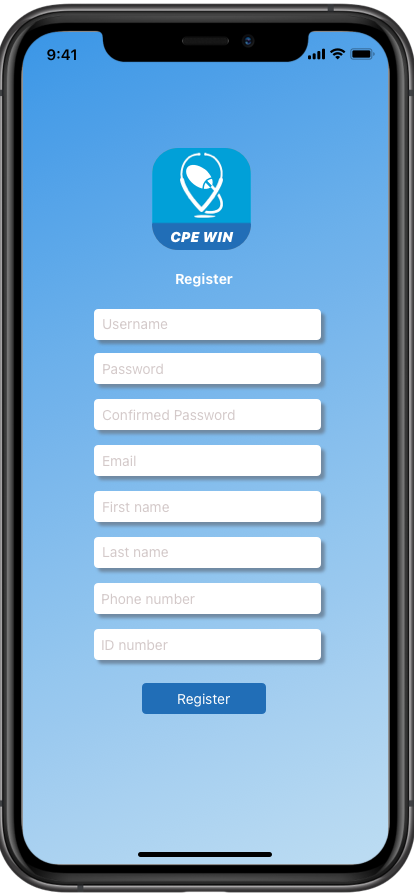 9:41
CPE WIN
Register
Username
Password
Confirmed Password
Email
First name
Last name
Phone number
ID number
Register